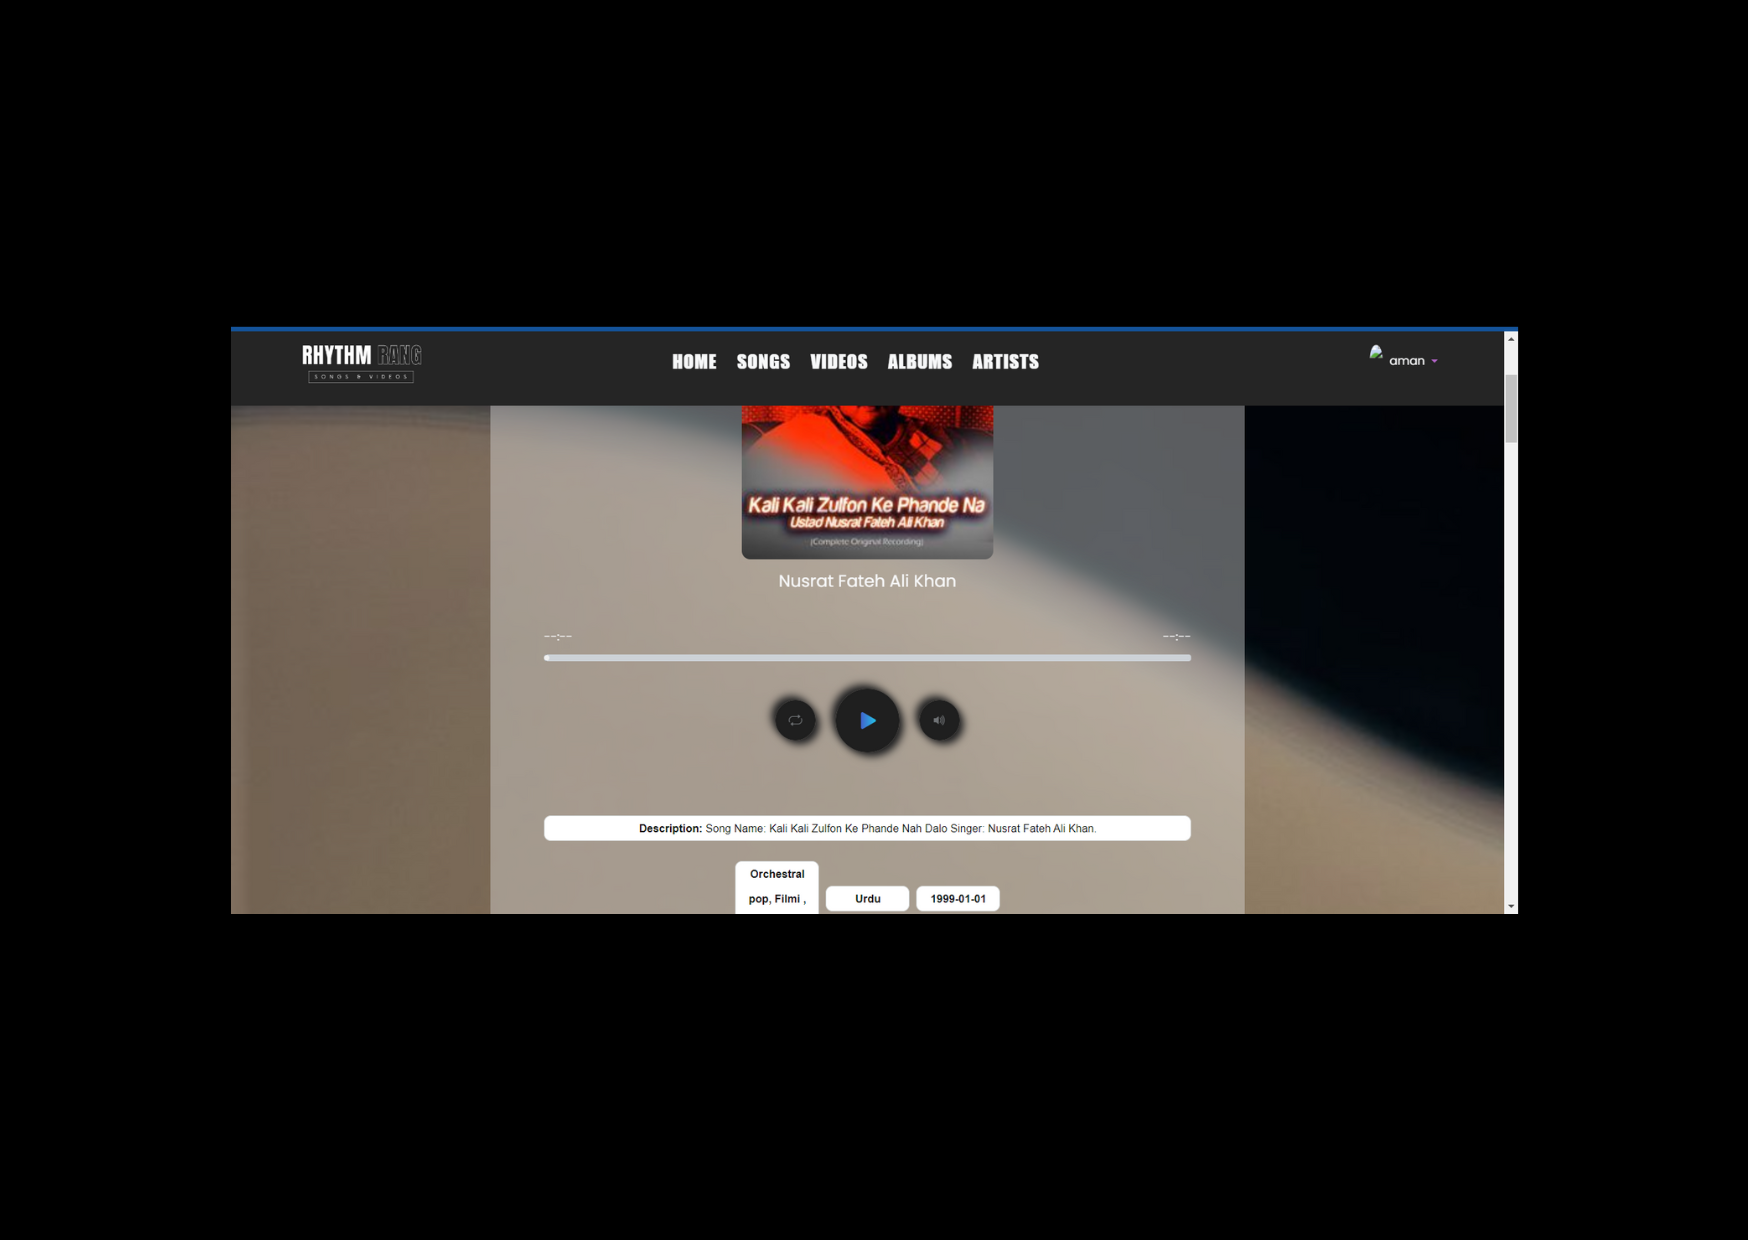 RHYTHM RANG
SONGS VIDEOS
HOME SONGS VIDEOS ALBUMS ARTISTS
aman
Kali Kali Zulfon Ke Phande Na
Ustad Nusrat Fateh Ali Khan
(Complete Original Recording)
Nusrat Fateh Ali Khan
--:-- --:--
Description: Song Name: Kali Kali Zulfon Ke Phande Nah Dalo Singer: Nusrat Fateh Ali Khan.
Orchestral
pop, Filmi , Urdu 1999-01-01